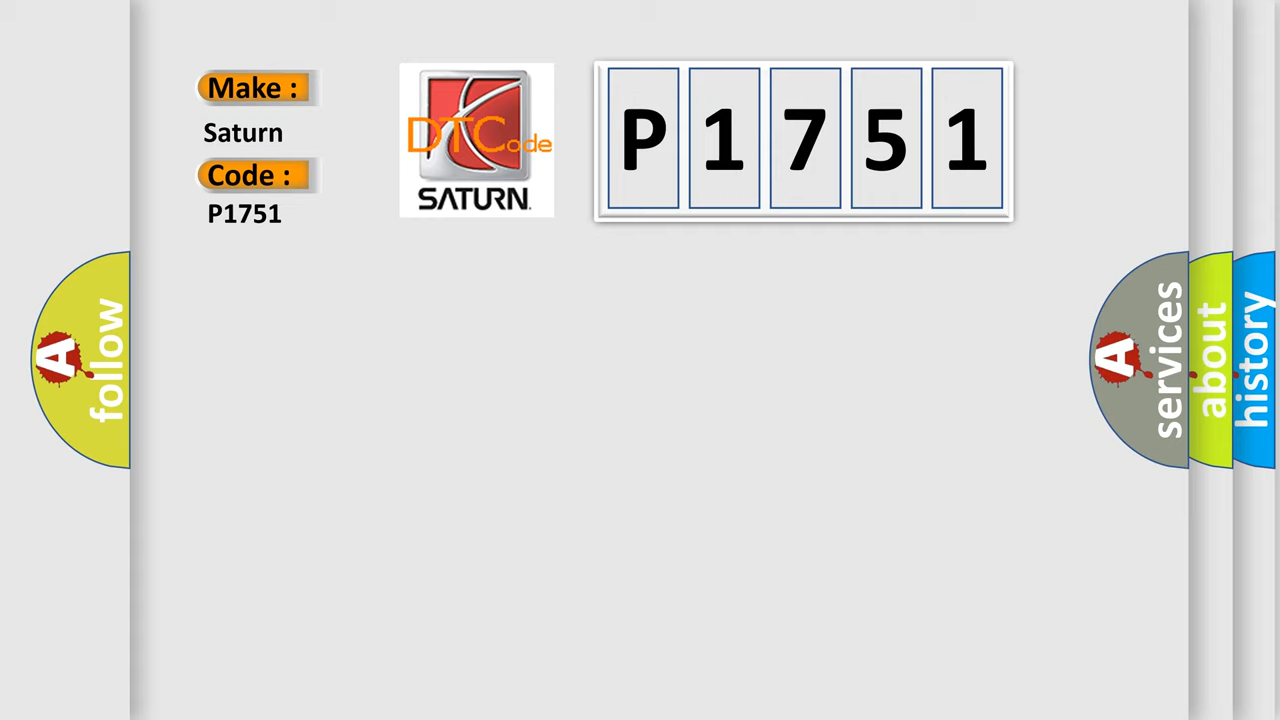 Make :
Saturn
Code :
P1751
DTCode
SATURN
P 1 7 5 1
A follow
A services
about
history